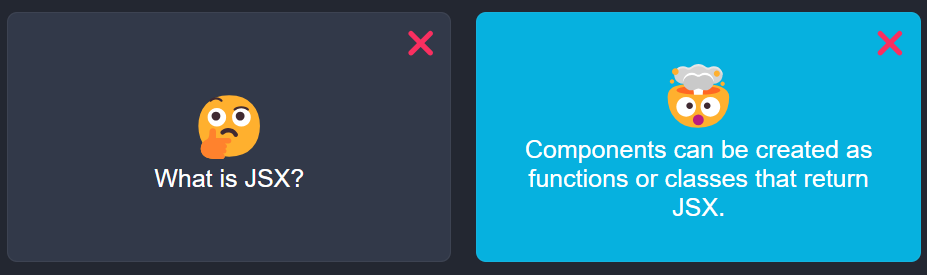 What is JSX?
Components can be created as
functions or classes that return
JSX.